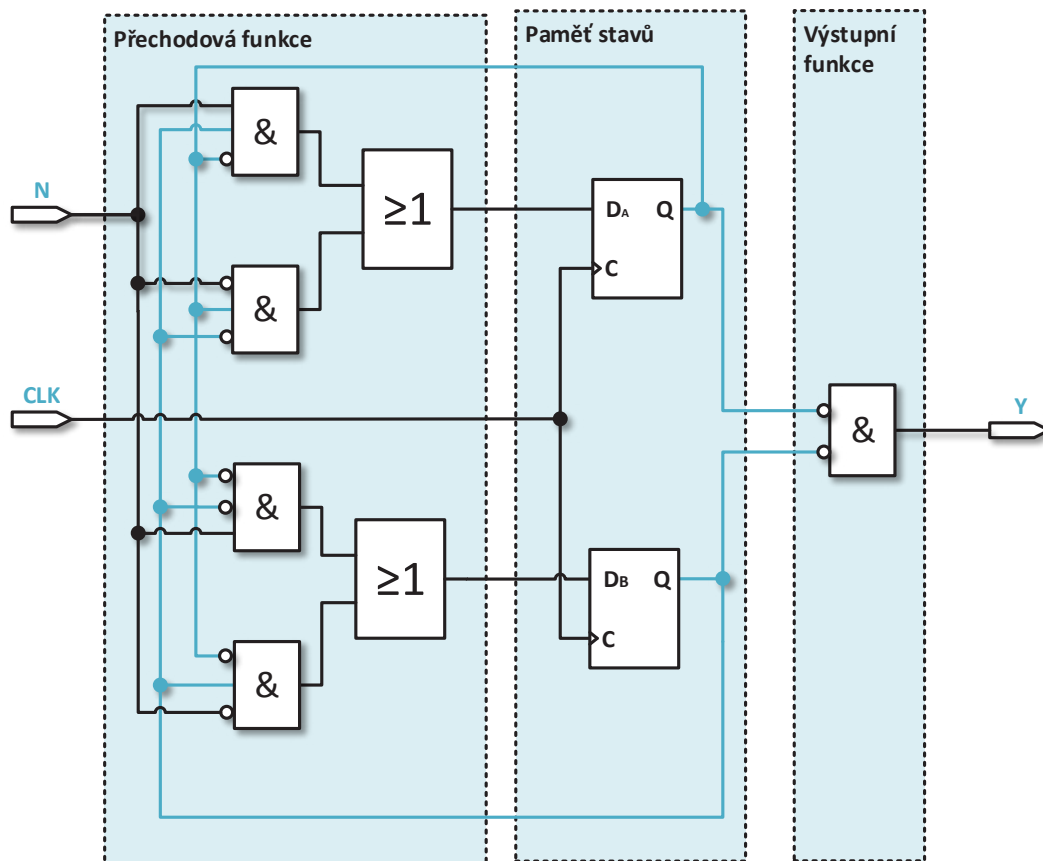 Přechodová funkce
Paměť stavů
Výstupní
funkce
&
N
≥1
DA Q
C
&
CLK
&
Y
&
≥1
DB Q
C
&